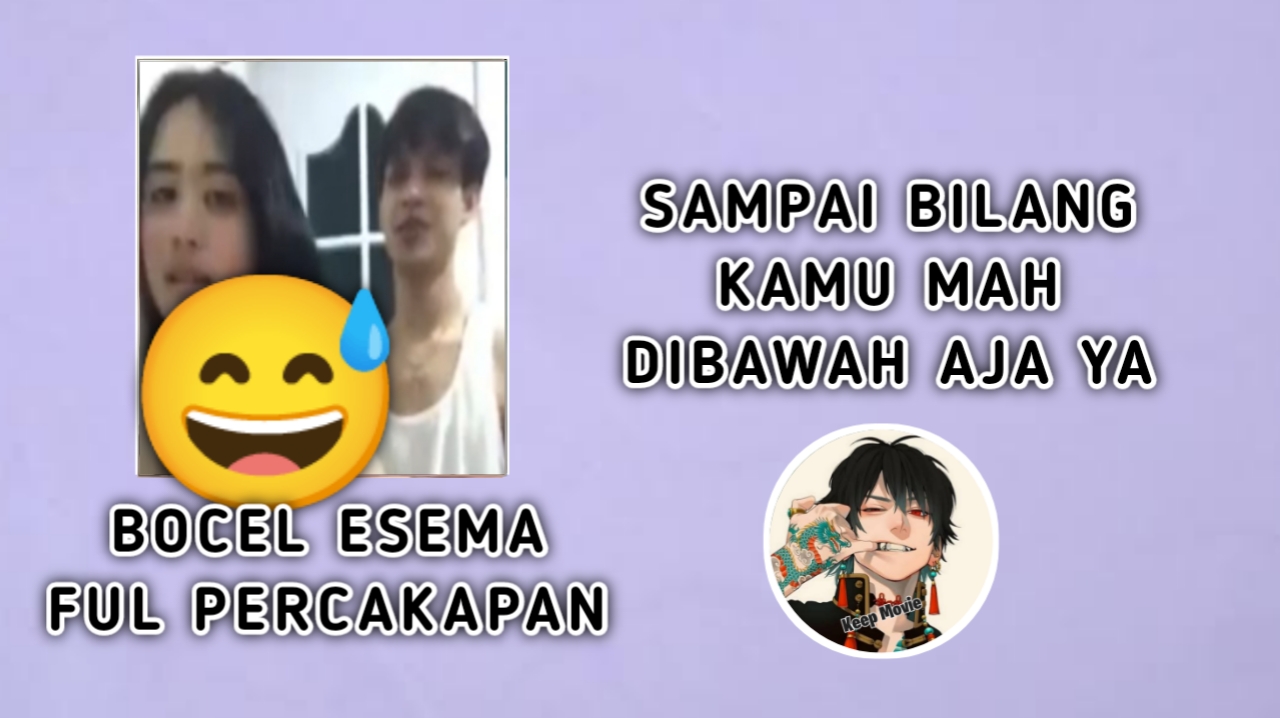 SAMPAI BILANG
KAMU MAH
DIBAWAH AJA YA
BOCEL ESEMA
FUL PERCAKAPAN
Keep Movie